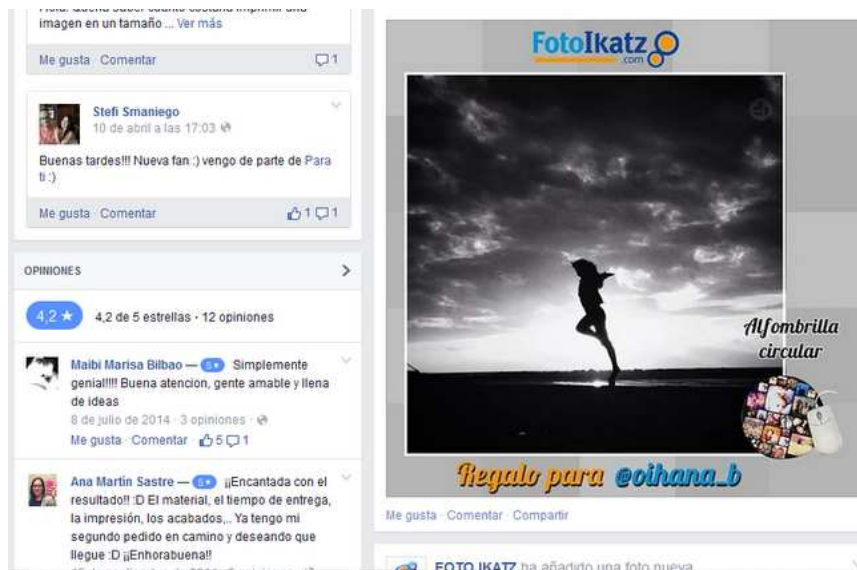 imagen en un tamaño ... Ver más
Me gusta · Comentar 1
Stefi Smaniego
10 de abril a las 17:03
Buenas tardes!!! Nueva fan :) vengo de parte de Para
ti :)
Me gusta · Comentar 1 1
OPINIONES
4,2 ★ 4,2 de 5 estrellas · 12 opiniones
Maibi Marisa Bilbao — 5★ Simplemente
genial!!!! Buena atencion, gente amable y llena
de ideas
8 de julio de 2014 · 3 opiniones ·
Me gusta · Comentar · 5 1
Ana Martin Sastre — 5★ ¡¡Encantada con el
resultado!! :D El material, el tiempo de entrega,
la impresión, los acabados,.. Ya tengo mi
segundo pedido en camino y deseando que
llegue :D ¡¡Enhorabuena!!
FotoIkatz
.com
Alfombrilla
circular
Regalo para @oihana_b
Me gusta · Comentar · Compartir
FOTO IKATZ ha añadido una foto nueva